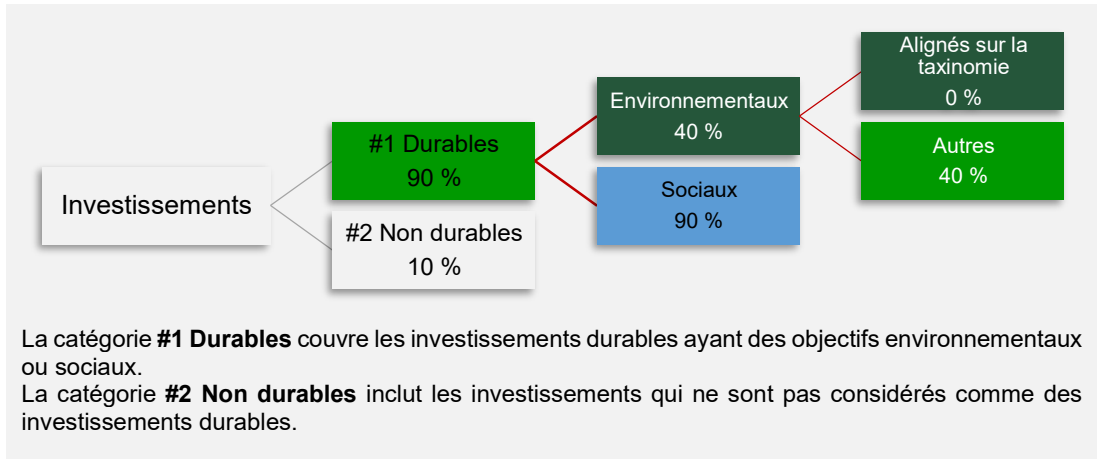 Investissements
#1 Durables
90 %
#2 Non durables
10 %
Environnementaux
40 %
Sociaux
90 %
Alignés sur la
taxinomie
0 %
Autres
40 %
La catégorie #1 Durables couvre les investissements durables ayant des objectifs environnementaux
ou sociaux.
La catégorie #2 Non durables inclut les investissements qui ne sont pas considérés comme des
investissements durables.